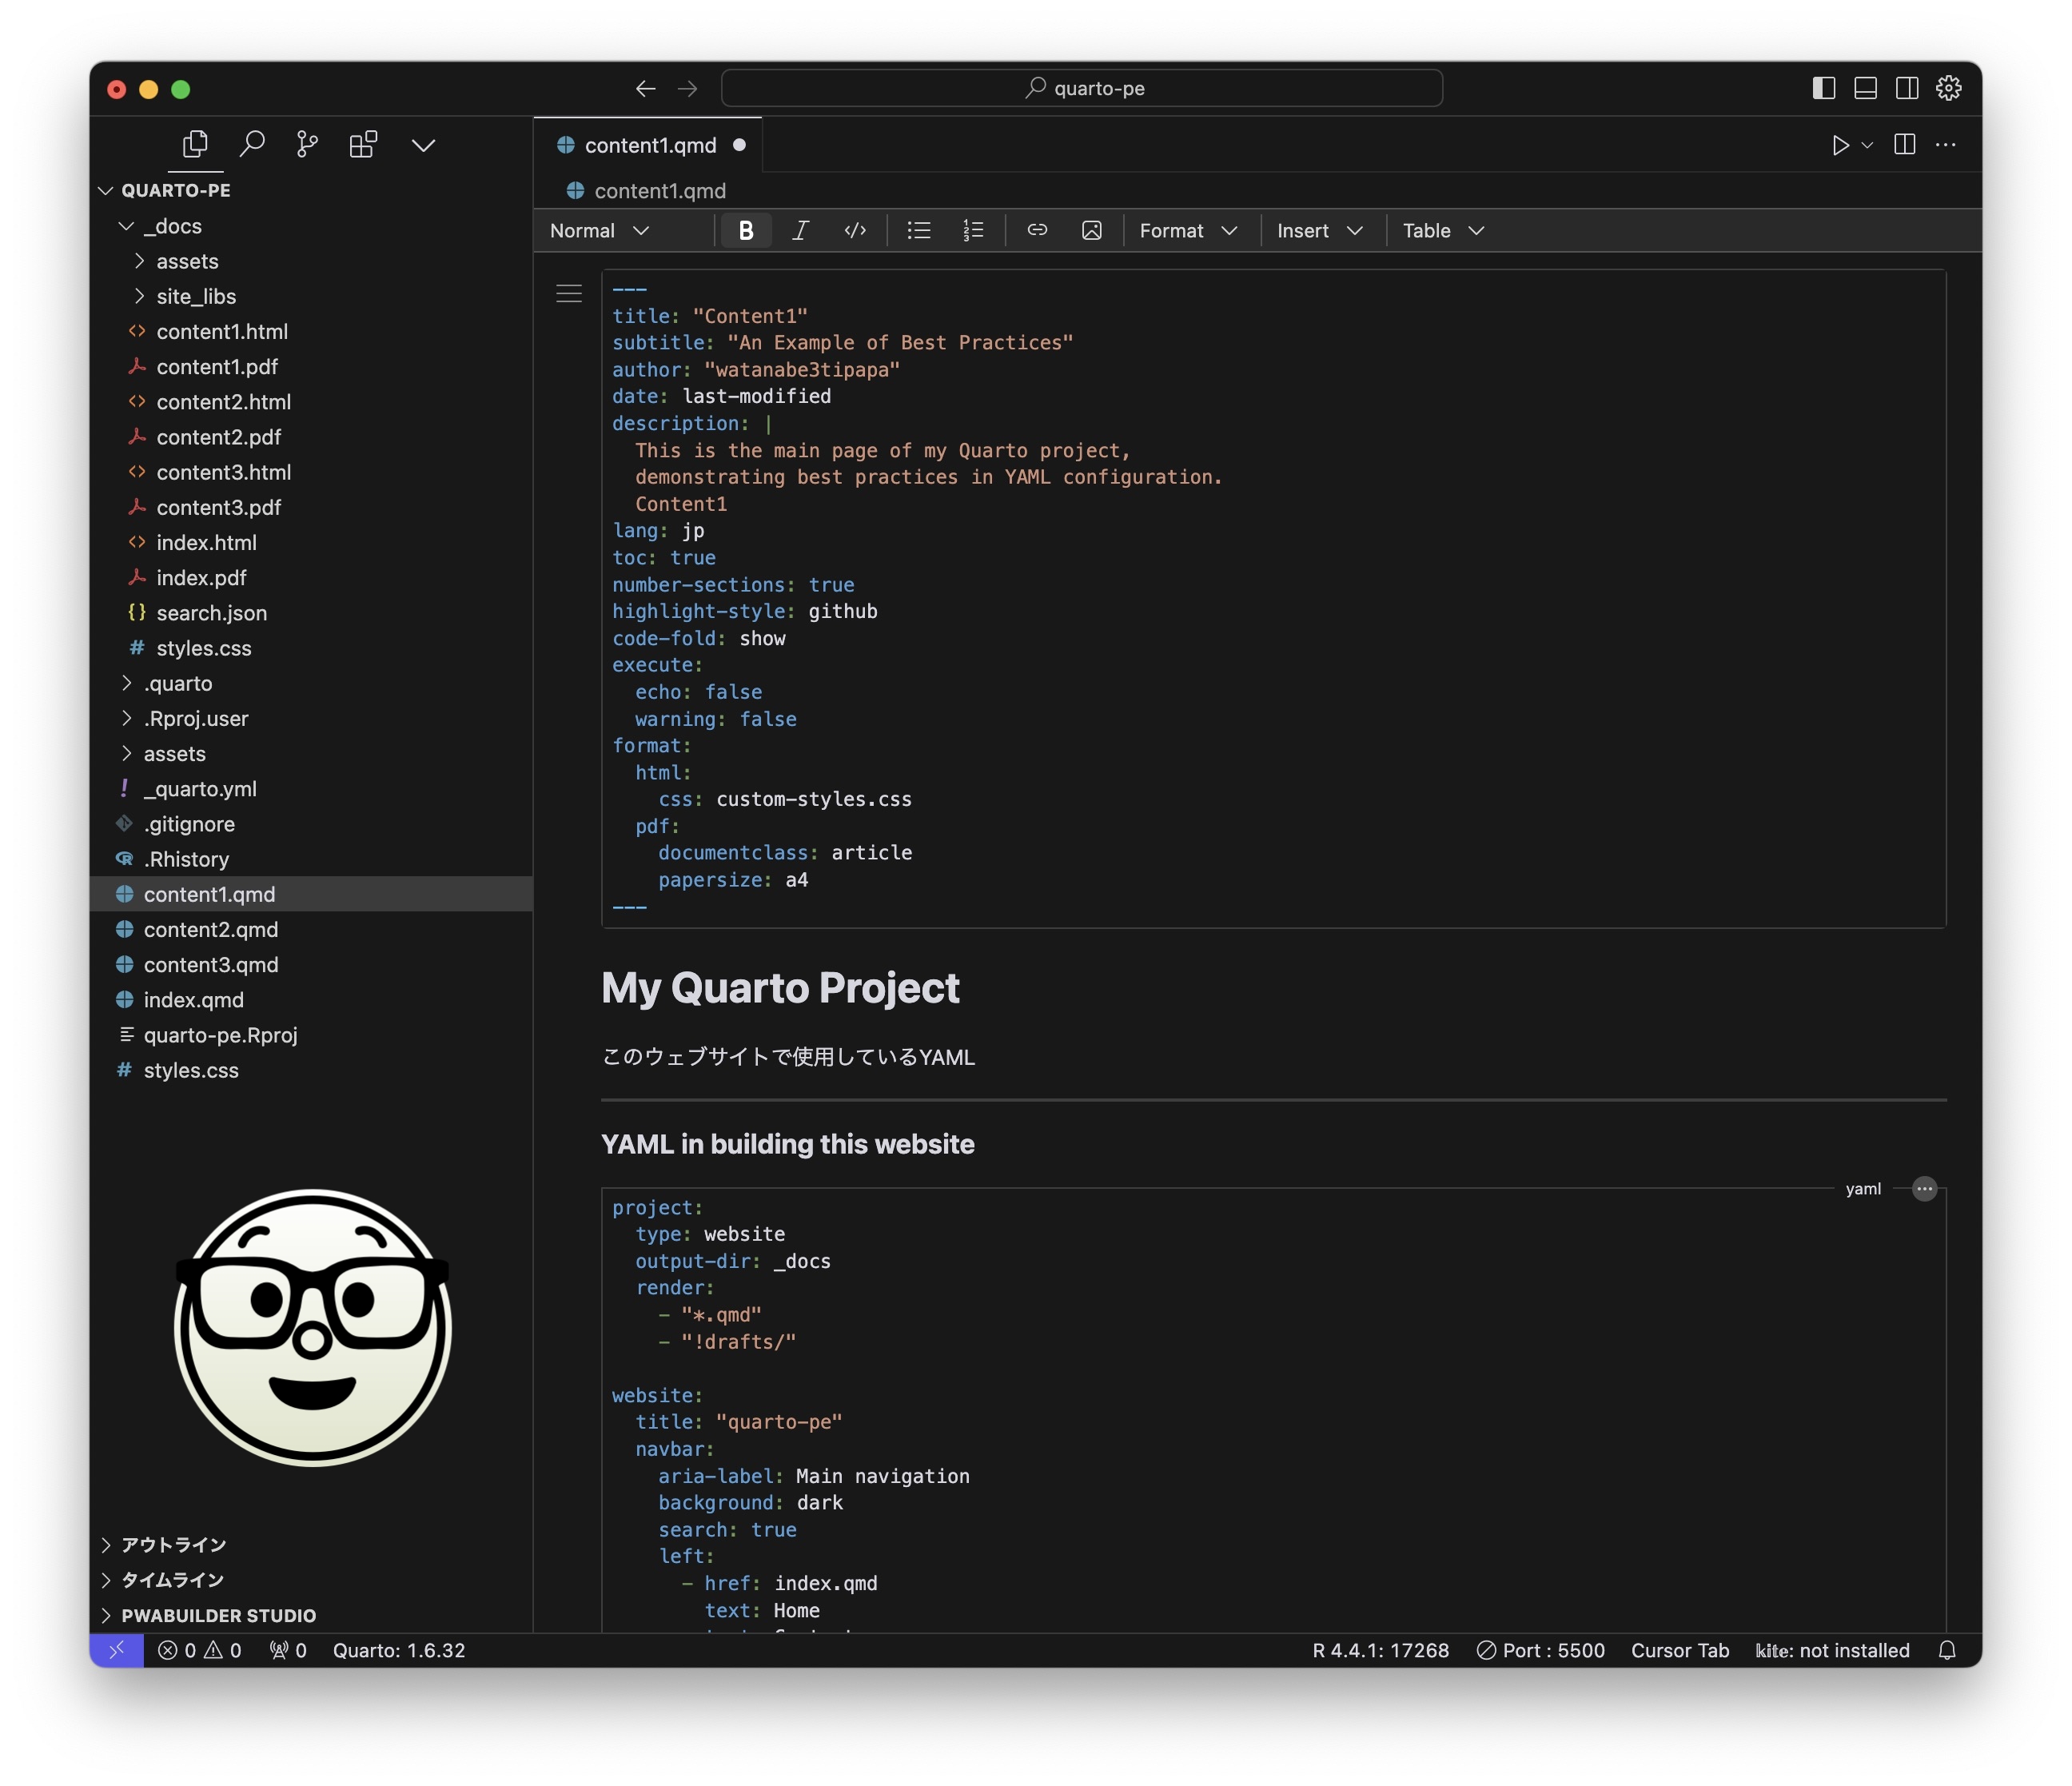 quarto-pe
QUARTO-PE
_docs
assets
site_libs
content1.html
content1.pdf
content2.html
content2.pdf
content3.html
content3.pdf
index.html
index.pdf
search.json
styles.css
.quarto
.Rproj.user
assets
_quarto.yml
.gitignore
.Rhistory
content1.qmd
content2.qmd
content3.qmd
index.qmd
quarto-pe.Rproj
styles.css
アウトライン
タイムライン
PWABUILDER STUDIO
content1.qmd
content1.qmd
Normal B I </> Format Insert Table
---
title: "Content1"
subtitle: "An Example of Best Practices"
author: "watanabe3tipapa"
date: last-modified
description: |
  This is the main page of my Quarto project,
  demonstrating best practices in YAML configuration.
  Content1
lang: jp
toc: true
number-sections: true
highlight-style: github
code-fold: show
execute:
  echo: false
  warning: false
format:
  html:
    css: custom-styles.css
  pdf:
    documentclass: article
    papersize: a4
---
My Quarto Project
このウェブサイトで使用しているYAML
YAML in building this website
yaml
project:
  type: website
  output-dir: _docs
  render:
    - "*.qmd"
    - "!drafts/"
website:
  title: "quarto-pe"
  navbar:
    aria-label: Main navigation
    background: dark
    search: true
    left:
      - href: index.qmd
        text: Home
0 0 0 Quarto: 1.6.32 R 4.4.1: 17268 Port : 5500 Cursor Tab kite: not installed